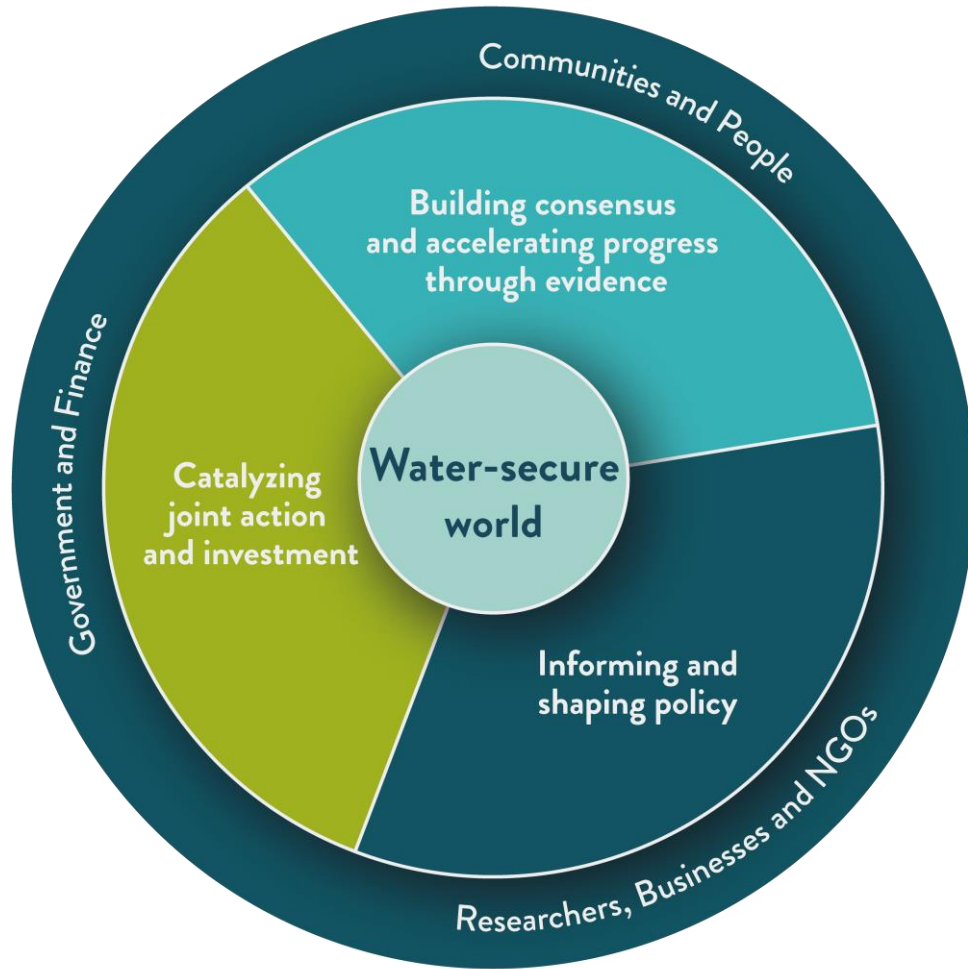 Communities and People
Building consensus
and accelerating progress
through evidence
Government and Finance
Catalyzing
joint action
and investment
Water-secure
world
Informing and
shaping policy
Researchers, Businesses and NGOs